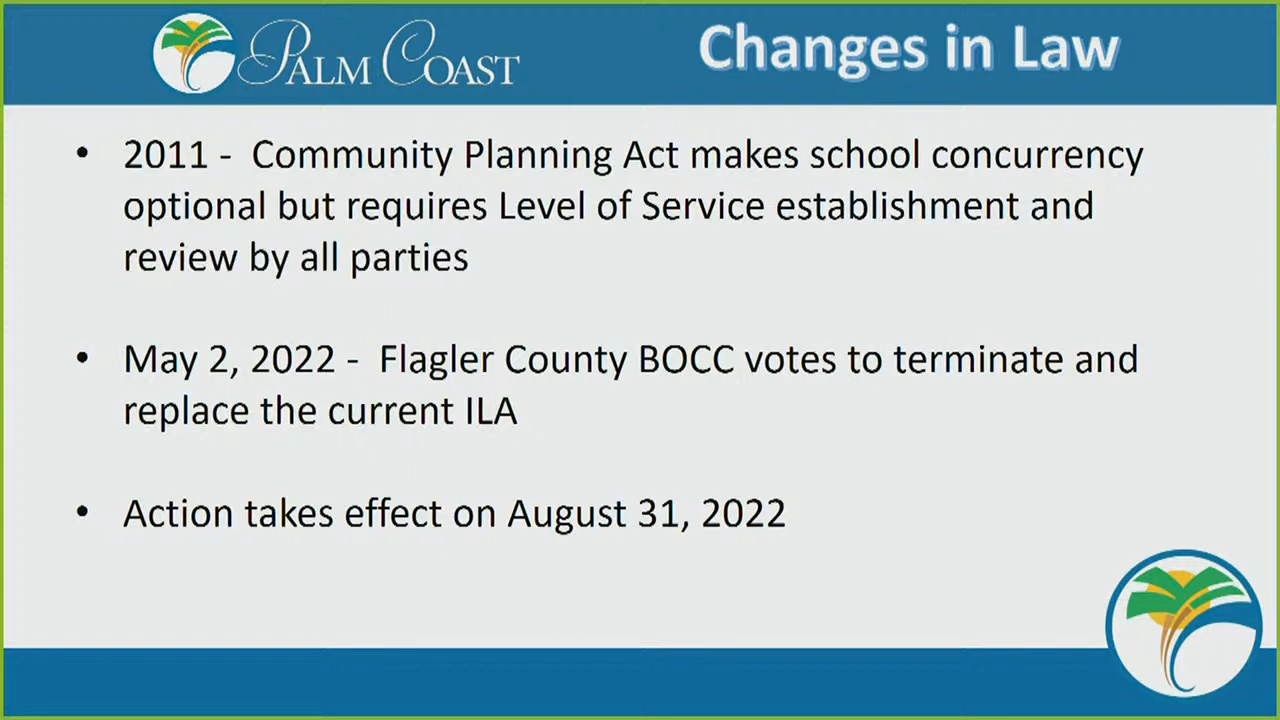 PALM COAST
Changes in Law
• 2011 - Community Planning Act makes school concurrency
optional but requires Level of Service establishment and
review by all parties
• May 2, 2022 - Flagler County BOCC votes to terminate and
replace the current ILA
• Action takes effect on August 31, 2022